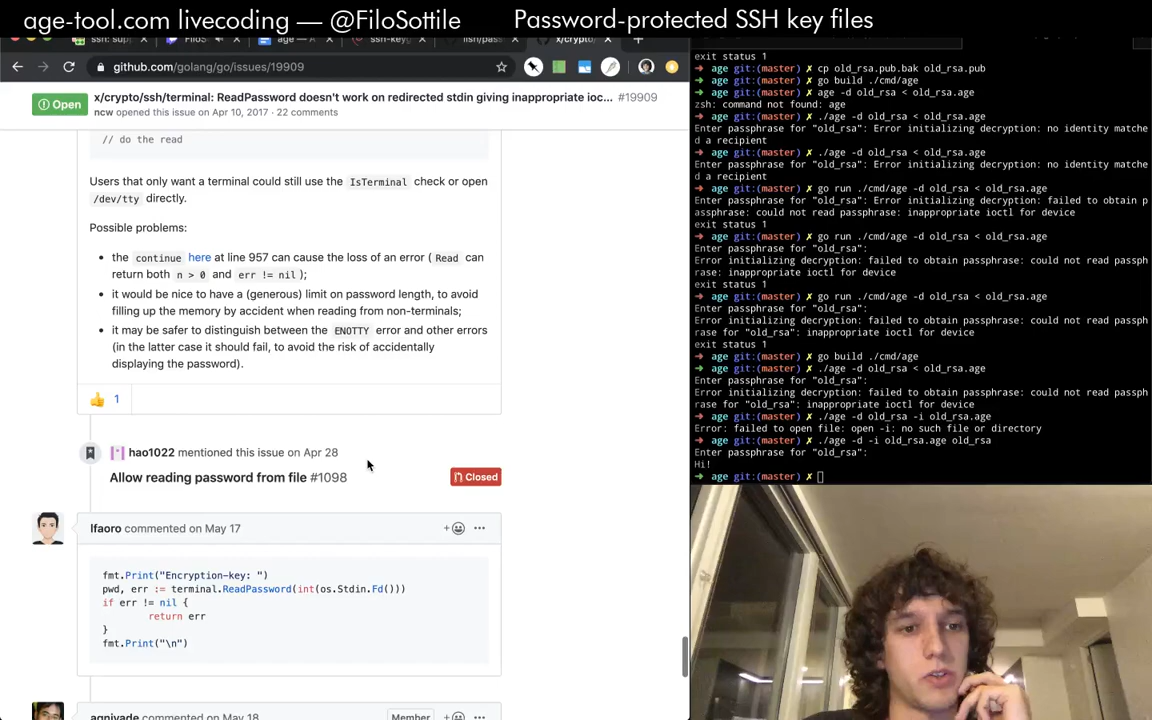 age-tool.com livecoding — @FiloSottile Password-protected SSH key files
github.com/golang/go/issues/19909
Open
x/crypto/ssh/terminal: ReadPassword doesn't work on redirected stdin giving inappropriate ioc... #19909
ncw opened this issue on Apr 10, 2017 · 22 comments
// do the read
Users that only want a terminal could still use the IsTerminal check or open
/dev/tty directly.
Possible problems:
• the continue here at line 957 can cause the loss of an error ( Read can
return both n > 0 and err != nil );
• it would be nice to have a (generous) limit on password length, to avoid
filling up the memory by accident when reading from non-terminals;
• it may be safer to distinguish between the ENOTTY error and other errors
(in the latter case it should fail, to avoid the risk of accidentally
displaying the password).
👍 1
hao1022 mentioned this issue on Apr 28
Allow reading password from file #1098
Closed
lfaoro commented on May 17
fmt.Print("Encryption-key: ")
pwd, err := terminal.ReadPassword(int(os.Stdin.Fd()))
if err != nil {
return err
}
fmt.Print("\n")
agnivade commented on May 18
Member
exit status 1
➜ age git:(master) ✗ cp old_rsa.pub.bak old_rsa.pub
➜ age git:(master) ✗ go build ./cmd/age
➜ age git:(master) ✗ age -d old_rsa < old_rsa.age
zsh: command not found: age
➜ age git:(master) ✗ ./age -d old_rsa < old_rsa.age
Enter passphrase for "old_rsa": Error initializing decryption: no identity matche
d a recipient
➜ age git:(master) ✗ ./age -d old_rsa < old_rsa.age
Enter passphrase for "old_rsa": Error initializing decryption: no identity matche
d a recipient
➜ age git:(master) ✗ go run ./cmd/age -d old_rsa < old_rsa.age
Enter passphrase for "old_rsa": Error initializing decryption: failed to obtain p
assphrase: could not read passphrase: inappropriate ioctl for device
exit status 1
➜ age git:(master) ✗ go run ./cmd/age -d old_rsa < old_rsa.age
Enter passphrase for "old_rsa":
Error initializing decryption: failed to obtain passphrase: could not read passph
rase: inappropriate ioctl for device
exit status 1
➜ age git:(master) ✗ go run ./cmd/age -d old_rsa < old_rsa.age
Enter passphrase for "old_rsa":
Error initializing decryption: failed to obtain passphrase: could not read passph
rase for "old_rsa": inappropriate ioctl for device
exit status 1
➜ age git:(master) ✗ go build ./cmd/age
➜ age git:(master) ✗ ./age -d old_rsa < old_rsa.age
Enter passphrase for "old_rsa":
Error initializing decryption: failed to obtain passphrase: could not read passph
rase for "old_rsa": inappropriate ioctl for device
➜ age git:(master) ✗ ./age -d old_rsa -i old_rsa.age
Error: failed to open file: open -i: no such file or directory
➜ age git:(master) ✗ ./age -d -i old_rsa.age old_rsa
Enter passphrase for "old_rsa":
Hi!
➜ age git:(master) ✗